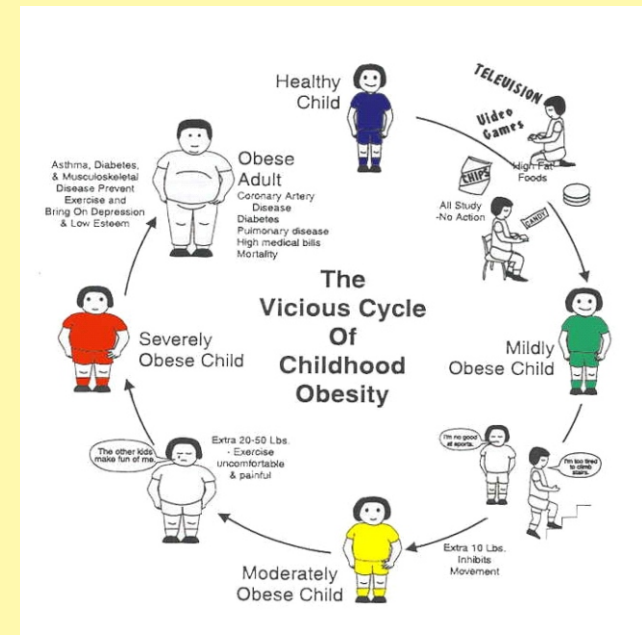 Healthy
Child
TELEVISION
Video
Games
High Fat
Foods
CHIPS
All Study
-No Action
CANDY
Mildly
Obese Child
I'm no good
at sports.
I'm too tired
to climb
stairs.
Extra 10 Lbs.
Inhibits
Movement
Moderately
Obese Child
Extra 20-50 Lbs.
- Exercise
uncomfortable
& painful
The other kids
make fun of me.
Severely
Obese Child
Asthma, Diabetes,
& Musculoskeletal
Disease Prevent
Exercise and
Bring On Depression
& Low Esteem
Obese
Adult
Coronary Artery
Disease
Diabetes
Pulmonary disease
High medical bills
Mortality
The
Vicious Cycle
Of
Childhood
Obesity